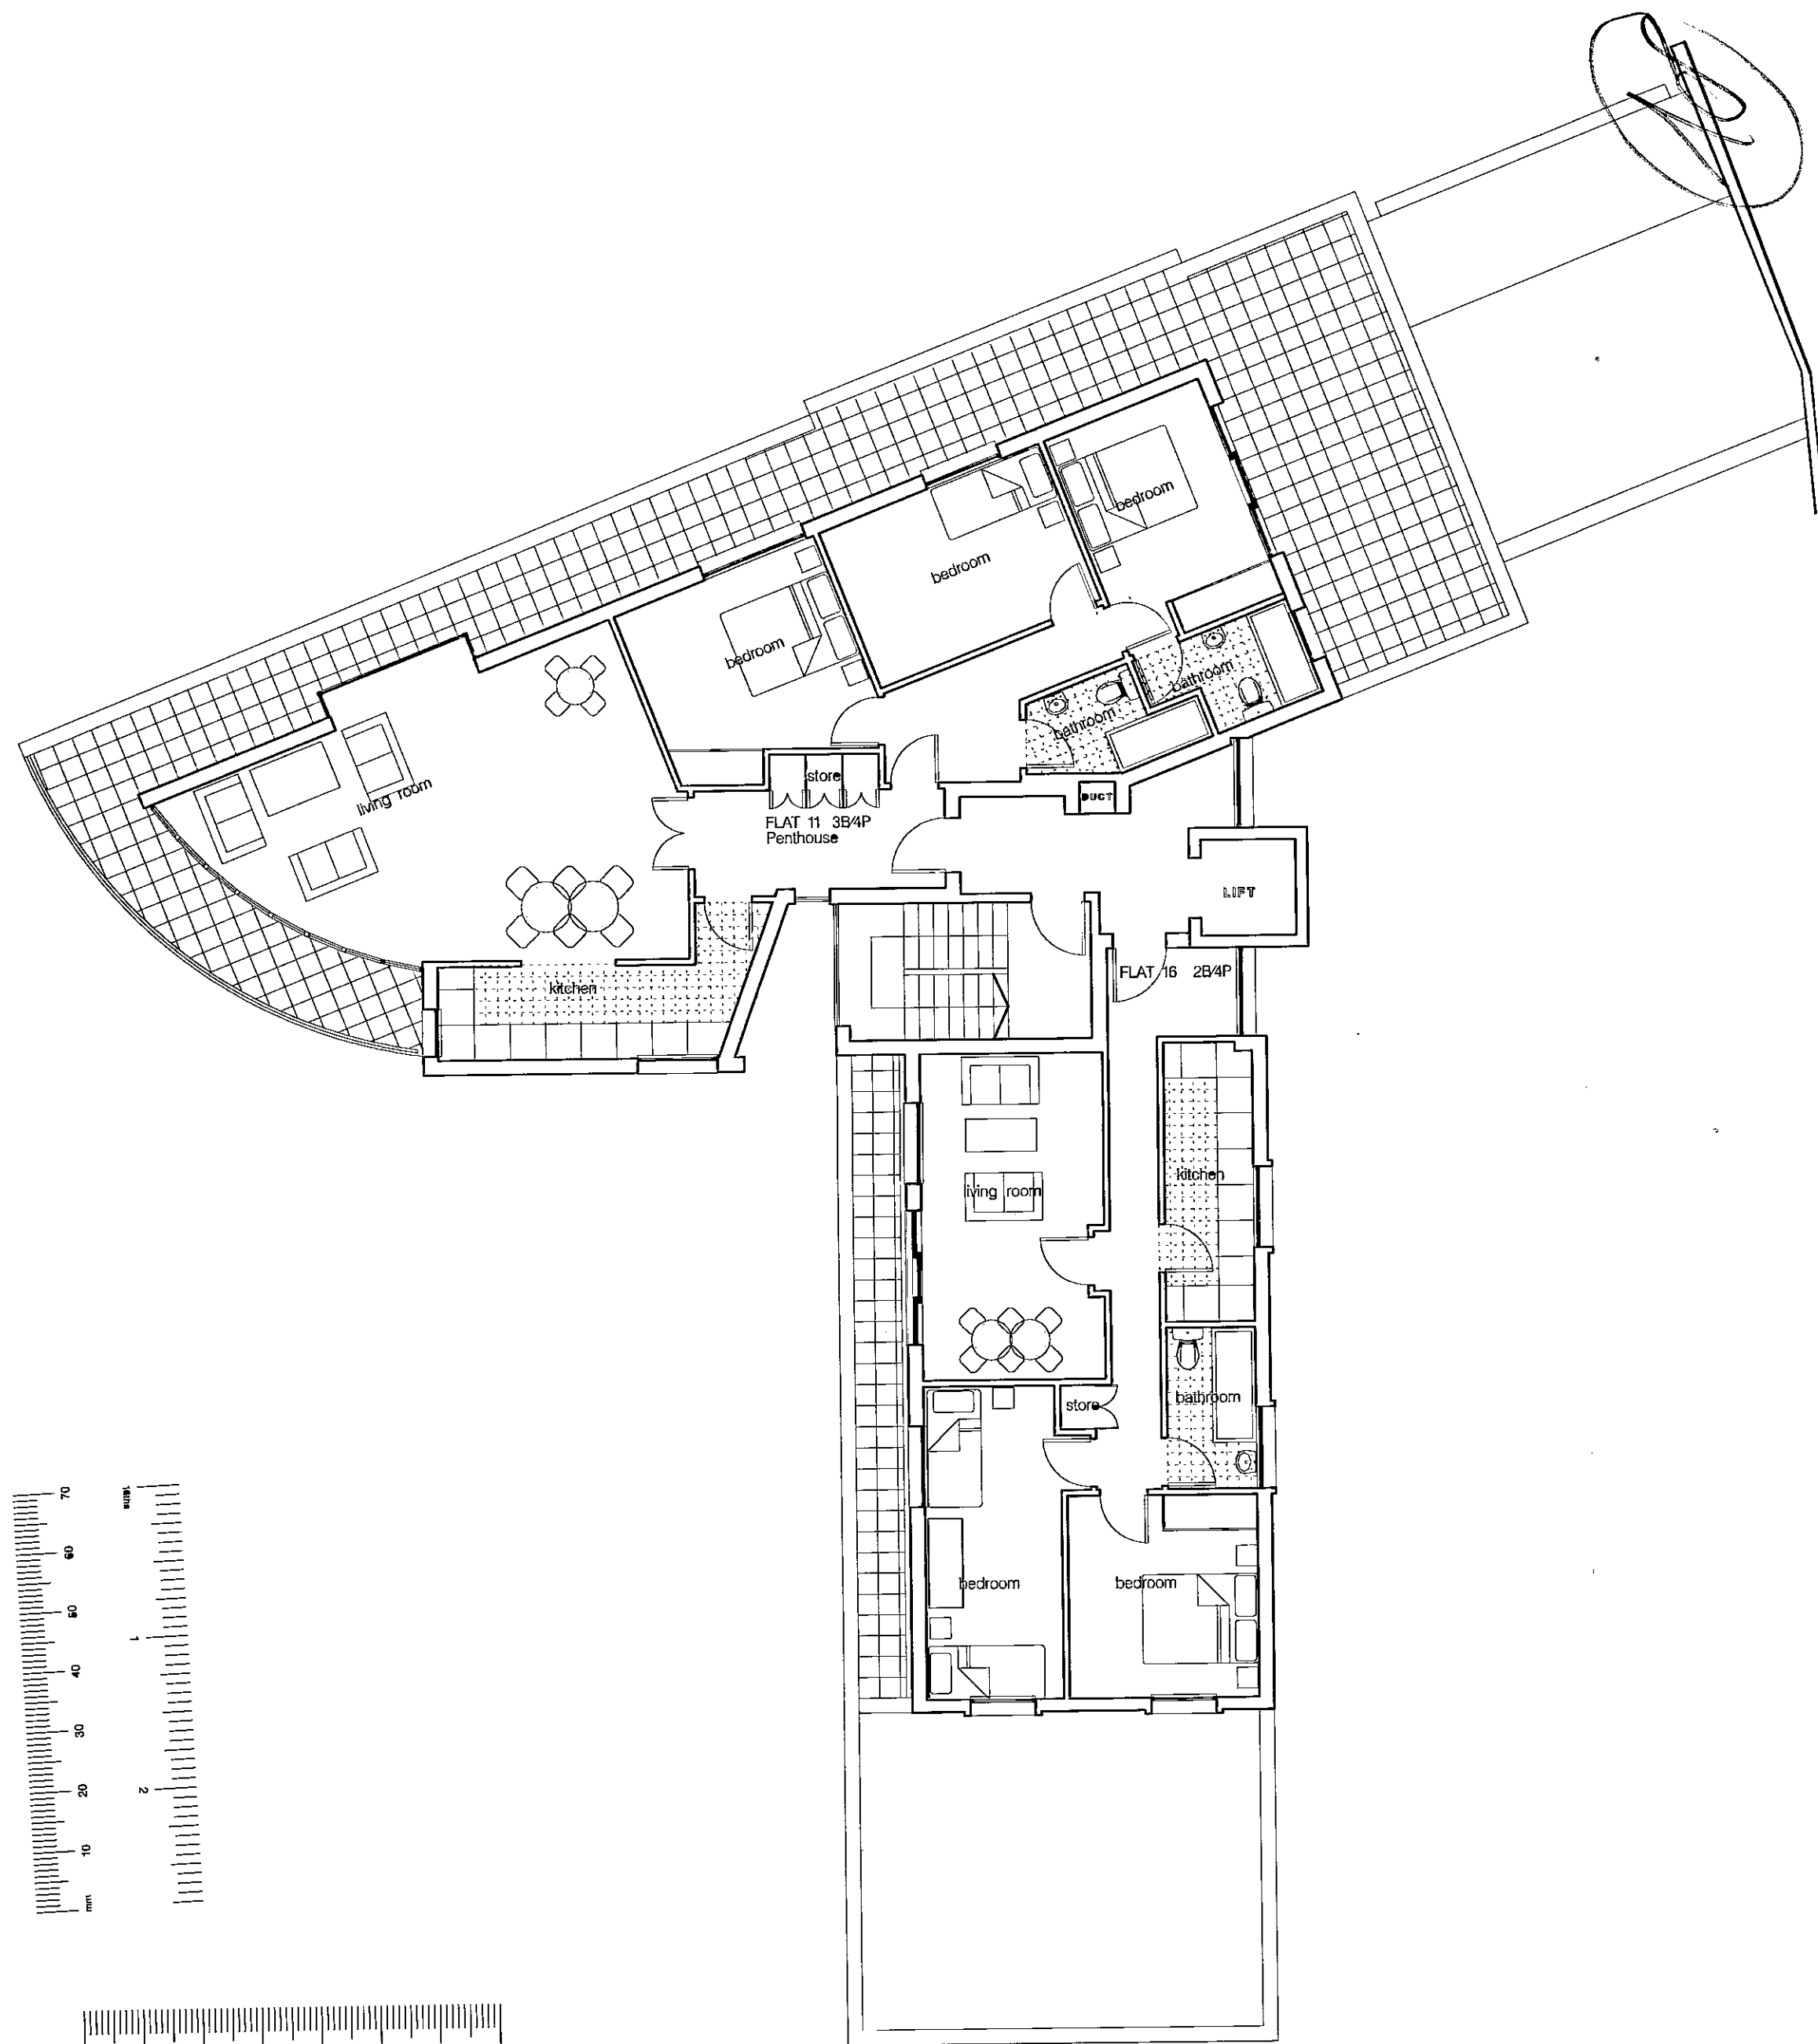 bedroom
bedroom
bedroom
bathroom
bathroom
living room
store
DUCT
FLAT 11 3B/4P
Penthouse
LIFT
FLAT 16 2B/4P
kitchen
kitchen
living room
bathroom
store
bedroom
bedroom
70
60
50
40
30
20
10
mm
16ths
1
2